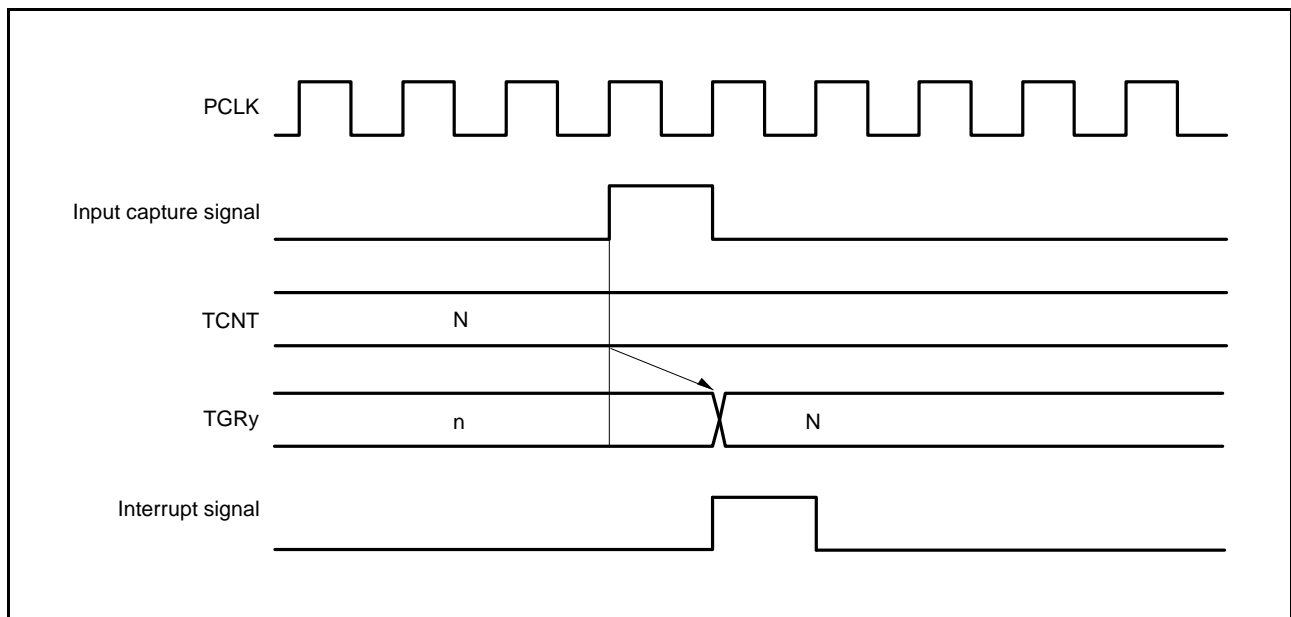 PCLK
Input capture signal
TCNT
N
TGRy
n
N
Interrupt signal